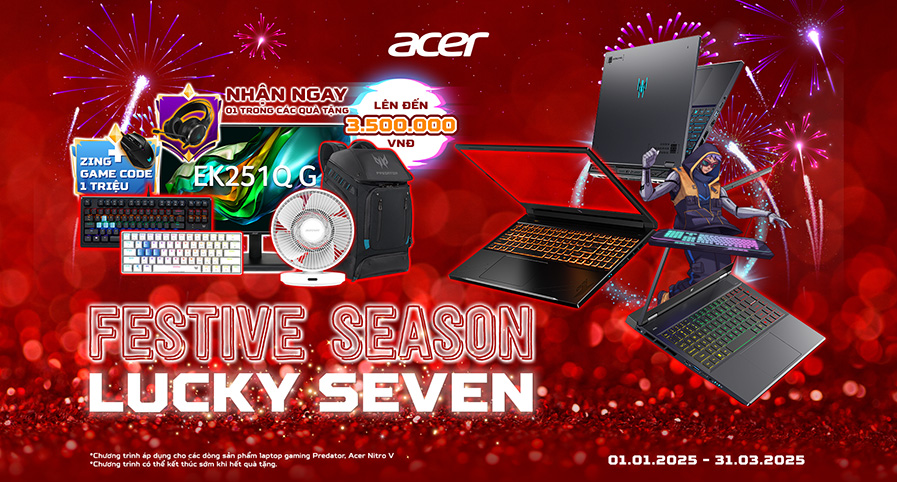 acer
NHẬN NGAY
01 TRONG CÁC QUÀ TẶNG
LÊN ĐẾN
3.500.000
VNĐ
ZING
GAME CODE
1 TRIỆU
EK251Q G
PREDATOR
FESTIVE SEASON
LUCKY SEVEN
*Chương trình áp dụng cho các dòng sản phẩm laptop gaming Predator, Acer Nitro V
*Chương trình có thể kết thúc sớm khi hết quà tặng.
01.01.2025 - 31.03.2025